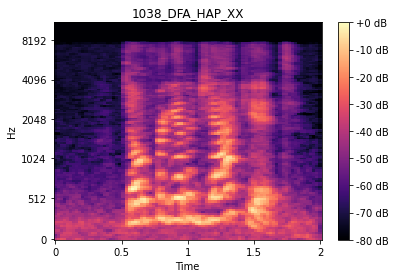 1038_DFA_HAP_XX
8192
4096
2048
1024
512
0
Hz
0
0.5
1
1.5
2
Time
+0 dB
-10 dB
-20 dB
-30 dB
-40 dB
-50 dB
-60 dB
-70 dB
-80 dB